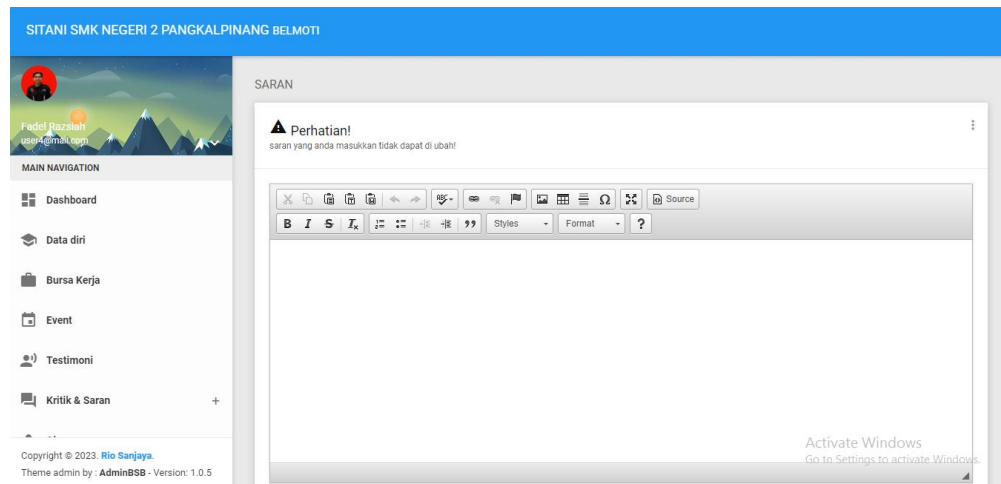 SITANI SMK NEGERI 2 PANGKALPINANG BELMOTI
Fadel Razsiah
user4@mail.com
MAIN NAVIGATION
Dashboard
Data diri
Bursa Kerja
Event
Testimoni
Kritik & Saran +
Copyright © 2023. Rio Sanjaya.
Theme admin by : AdminBSB - Version: 1.0.5
SARAN
Perhatian!
saran yang anda masukkan tidak dapat di ubah!
Source
B I S Ix Styles Format ?
Activate Windows
Go to Settings to activate Windows.